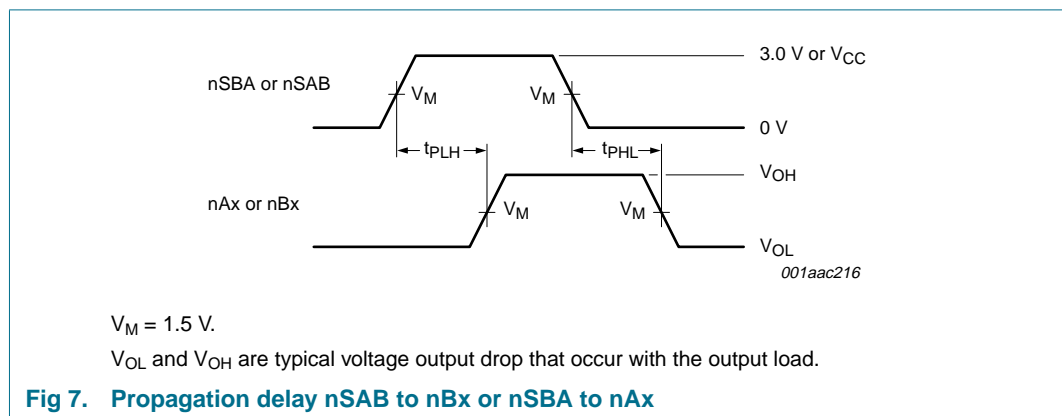 3.0 V or VCC
nSBA or nSAB
VM
VM
0 V
tPLH
tPHL
VOH
nAx or nBx
VM
VM
VOL
001aac216
VM = 1.5 V.
VOL and VOH are typical voltage output drop that occur with the output load.
Fig 7. Propagation delay nSAB to nBx or nSBA to nAx